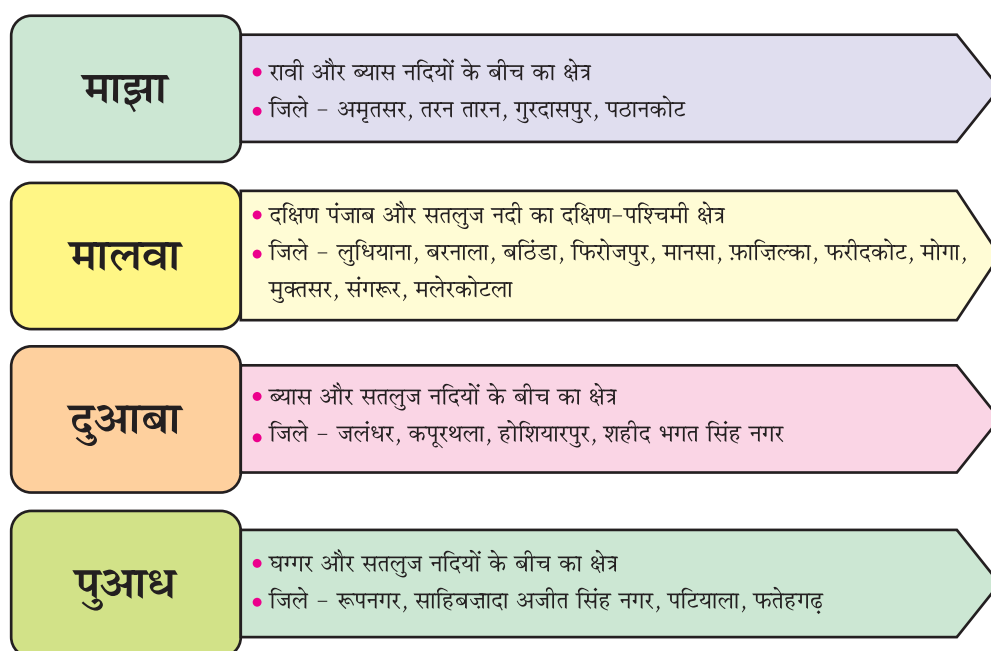 माझा
• रावी और ब्यास नदियों के बीच का क्षेत्र
• जिले – अमृतसर, तरन तारन, गुरदासपुर, पठानकोट
मालवा
• दक्षिण पंजाब और सतलुज नदी का दक्षिण-पश्चिमी क्षेत्र
• जिले – लुधियाना, बरनाला, बठिंडा, फिरोजपुर, मानसा, फ़ाज़िल्का, फरीदकोट, मोगा,
मुक्तसर, संगरूर, मलेरकोटला
दुआबा
• ब्यास और सतलुज नदियों के बीच का क्षेत्र
• जिले – जलंधर, कपूरथला, होशियारपुर, शहीद भगत सिंह नगर
पुआध
• घग्गर और सतलुज नदियों के बीच का क्षेत्र
• जिले – रूपनगर, साहिबज़ादा अजीत सिंह नगर, पटियाला, फतेहगढ़